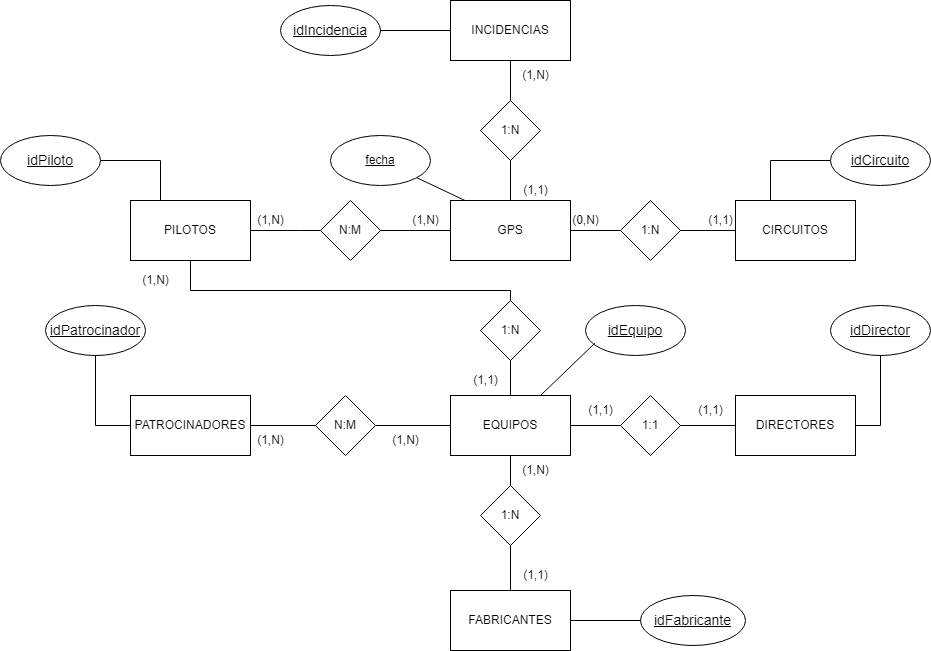 idIncidencia
INCIDENCIAS
(1,N)
1:N
idPiloto
fecha
(1,1)
idCircuito
PILOTOS
(1,N)
N:M
(1,N)
GPS
(0,N)
1:N
(1,1)
CIRCUITOS
(1,N)
idPatrocinador
1:N
idEquipo
idDirector
(1,1)
PATROCINADORES
(1,N)
N:M
(1,N)
EQUIPOS
(1,1)
1:1
(1,1)
DIRECTORES
(1,N)
1:N
(1,1)
FABRICANTES
idFabricante